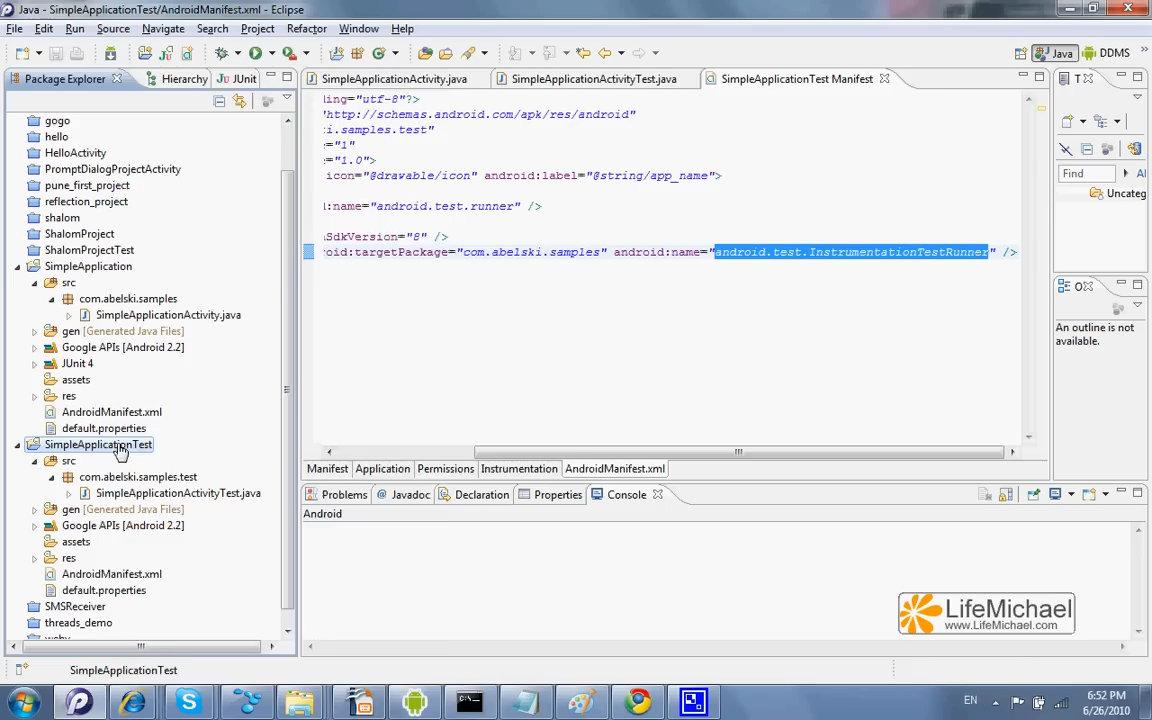 Java - SimpleApplicationTest/AndroidManifest.xml - Eclipse
File Edit Run Source Navigate Search Project Refactor Window Help
Java DDMS
Package Explorer Hierarchy JUnit
SimpleApplicationActivity.java SimpleApplicationActivityTest.java SimpleApplicationTest Manifest
gogo
hello
HelloActivity
PromptDialogProjectActivity
pune_first_project
reflection_project
shalom
ShalomProject
ShalomProjectTest
SimpleApplication
src
com.abelski.samples
SimpleApplicationActivity.java
gen [Generated Java Files]
Google APIs [Android 2.2]
JUnit 4
assets
res
AndroidManifest.xml
default.properties
SimpleApplicationTest
src
com.abelski.samples.test
SimpleApplicationActivityTest.java
gen [Generated Java Files]
Google APIs [Android 2.2]
assets
res
AndroidManifest.xml
default.properties
SMSReceiver
threads_demo
ding="utf-8"?>
"http://schemas.android.com/apk/res/android"
i.samples.test"
="1"
="1.0">
icon="@drawable/icon" android:label="@string/app_name">
d:name="android.test.runner" />
SdkVersion="8" />
roid:targetPackage="com.abelski.samples" android:name="android.test.InstrumentationTestRunner" />
Manifest Application Permissions Instrumentation AndroidManifest.xml
Problems Javadoc Declaration Properties Console
Android
T
Find Al
Uncateg
O
An outline is not
available.
LifeMichael
www.LifeMichael.com
SimpleApplicationTest
EN
6:52 PM
6/26/2010